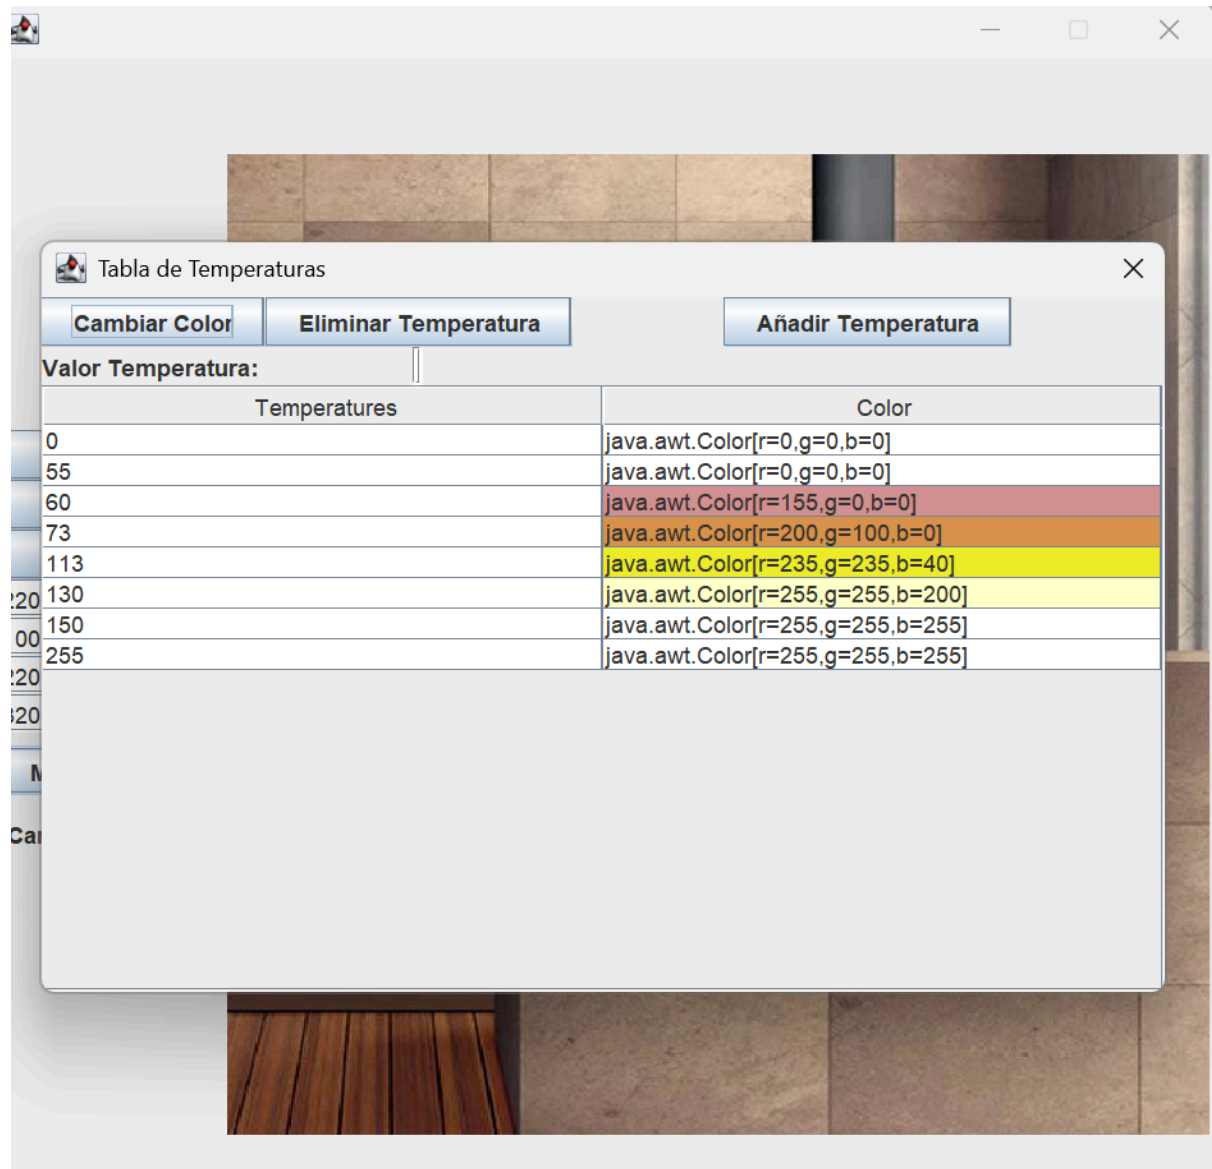 Tabla de Temperaturas
Cambiar Color Eliminar Temperatura Añadir Temperatura
Valor Temperatura:
Temperatures Color
0 java.awt.Color[r=0,g=0,b=0]
55 java.awt.Color[r=0,g=0,b=0]
60 java.awt.Color[r=155,g=0,b=0]
73 java.awt.Color[r=200,g=100,b=0]
113 java.awt.Color[r=235,g=235,b=40]
130 java.awt.Color[r=255,g=255,b=200]
150 java.awt.Color[r=255,g=255,b=255]
255 java.awt.Color[r=255,g=255,b=255]